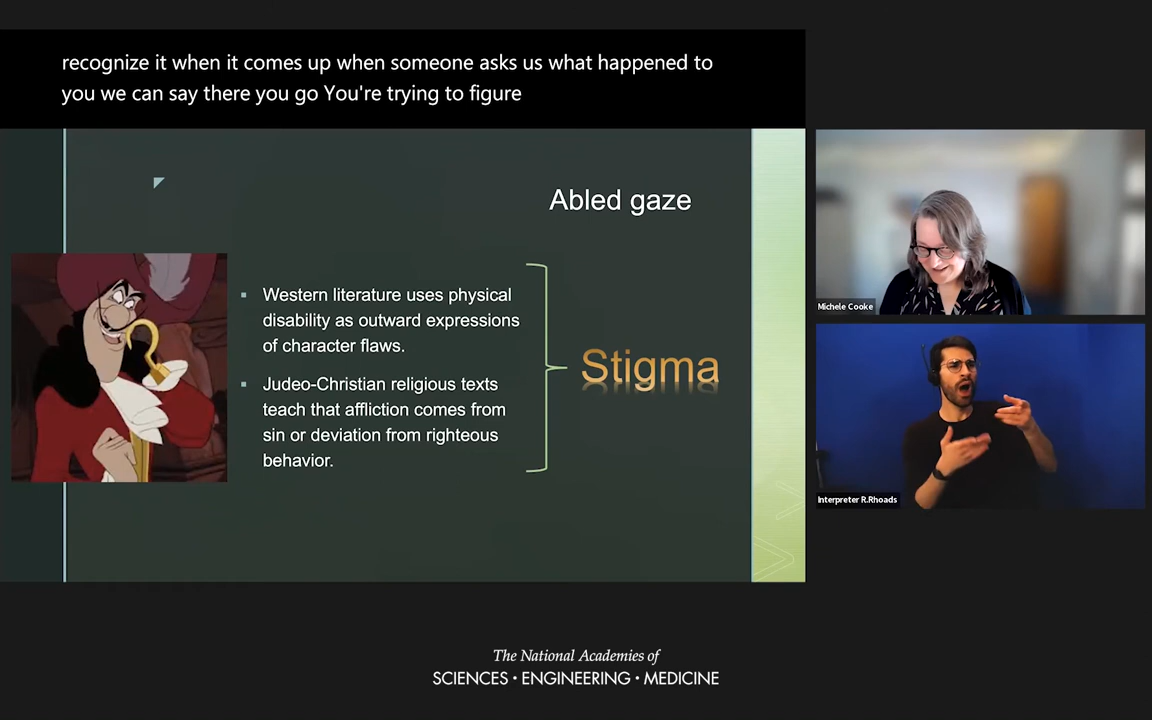 recognize it when it comes up when someone asks us what happened to
you we can say there you go You're trying to figure
Abled gaze
Western literature uses physical
disability as outward expressions
of character flaws.
Judeo-Christian religious texts
teach that affliction comes from
sin or deviation from righteous
behavior.
Stigma
Michele Cooke
Interpreter R.Rhoads
The National Academies of
SCIENCES • ENGINEERING • MEDICINE